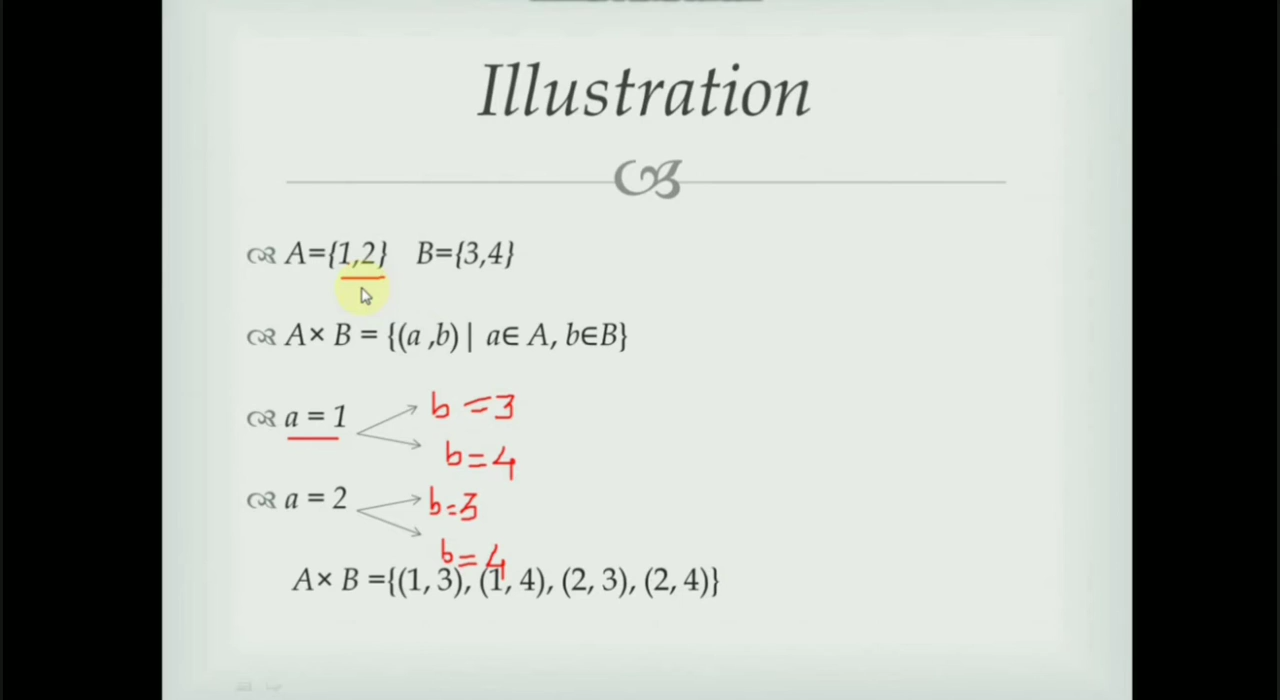 Illustration
A={1,2} B={3,4}
A× B = {(a ,b) | a∈ A, b∈B}
a = 1
b = 3
b = 4
a = 2
b = 3
b = 4
A× B ={(1, 3), (1, 4), (2, 3), (2, 4)}